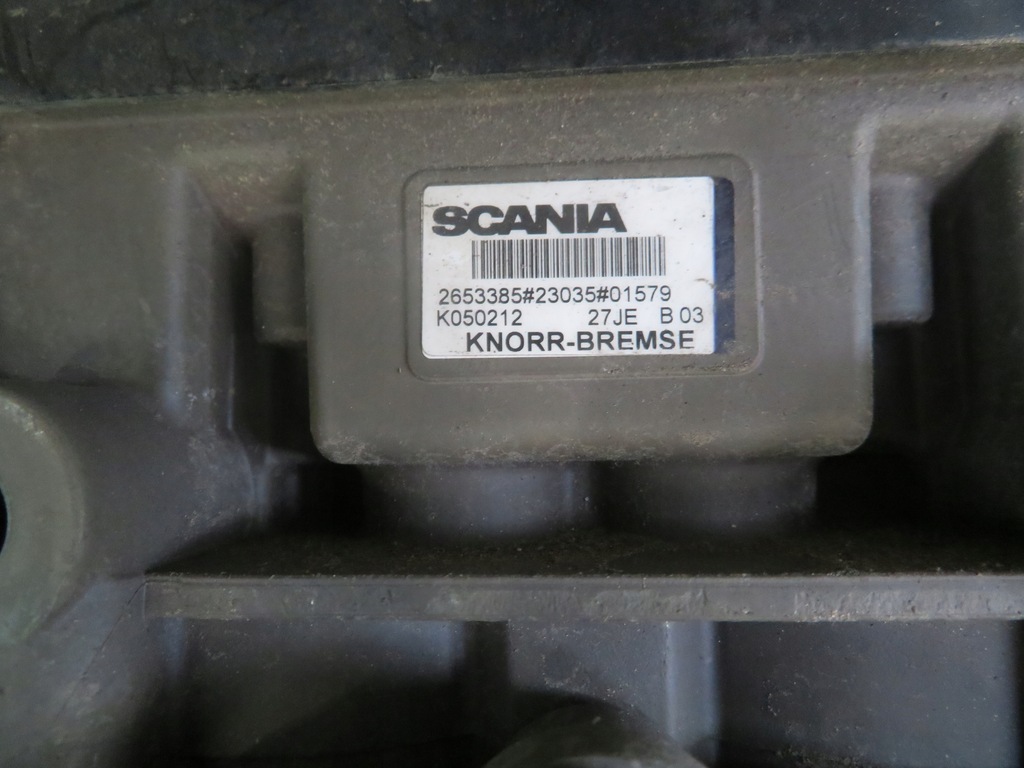 SCANIA
2653385#23035#01579
K050212 27JE B 03
KNORR-BREMSE